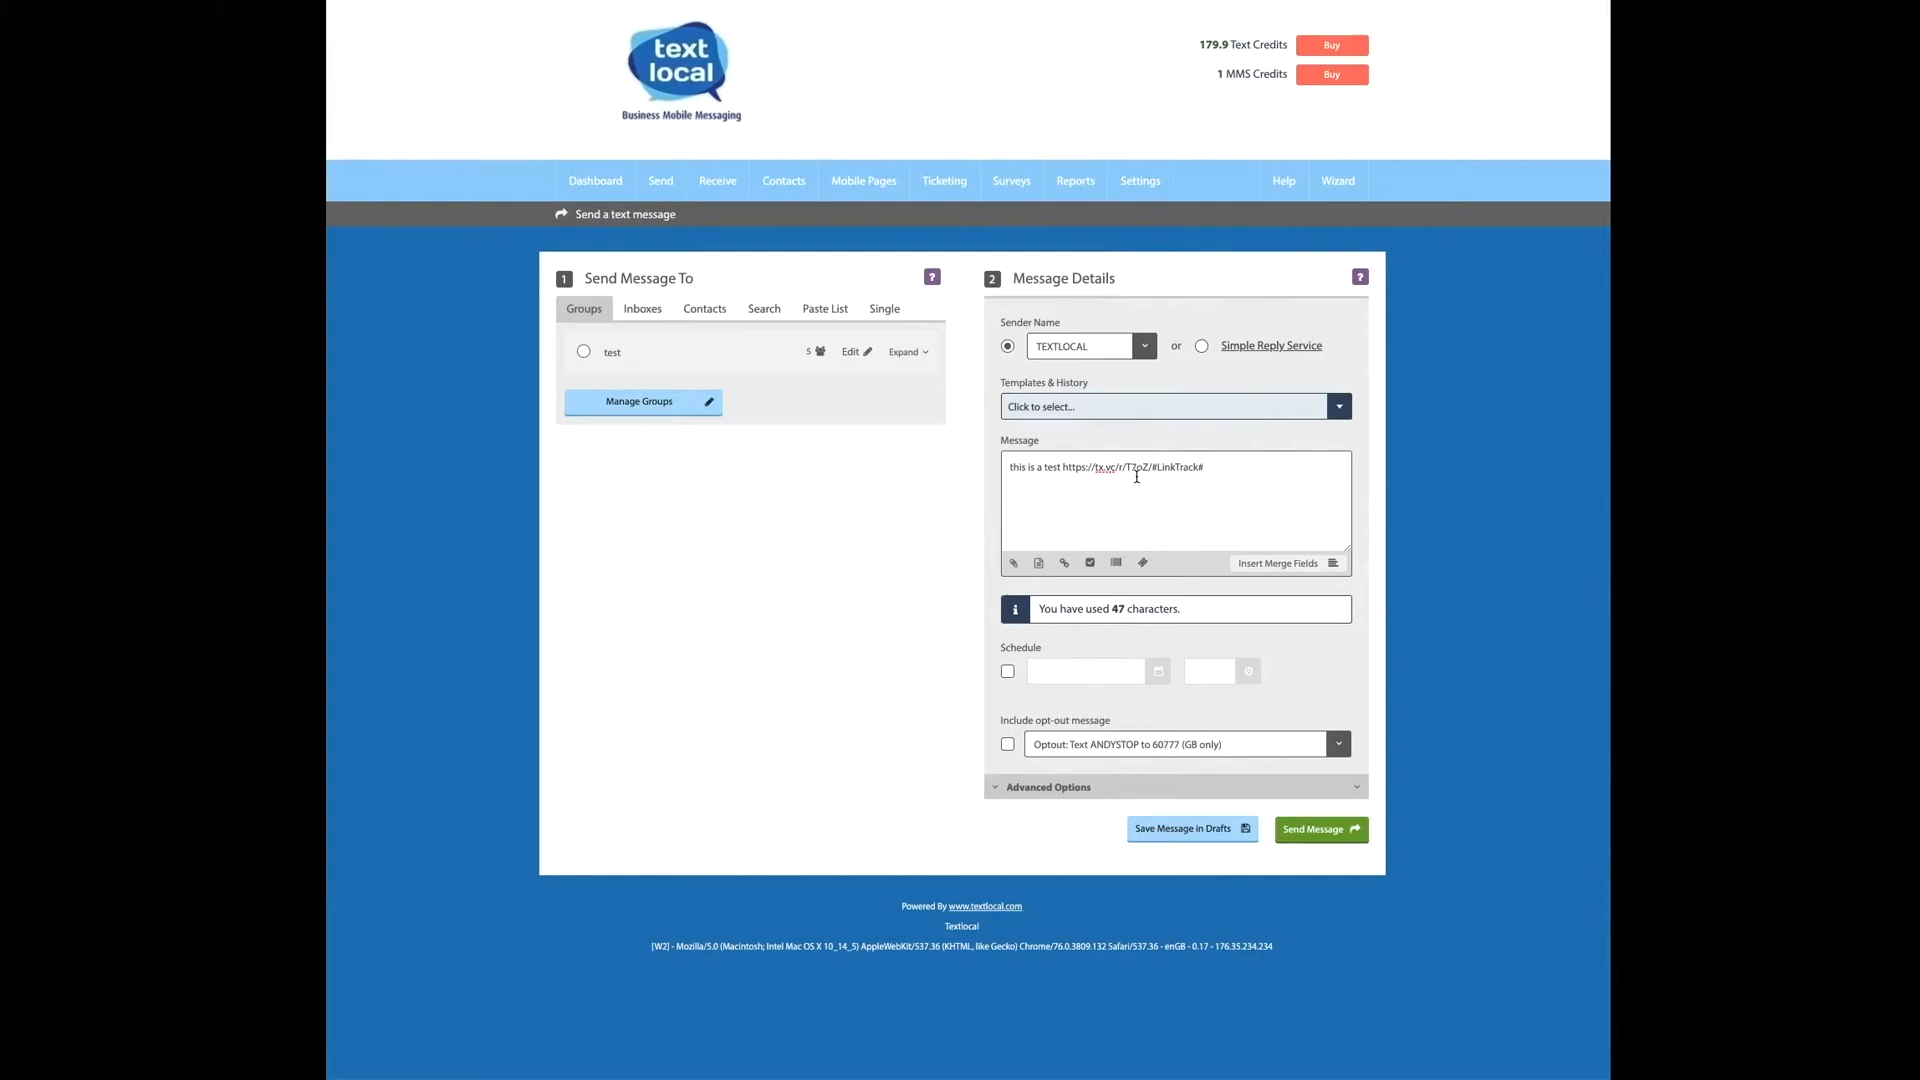 text
local
Business Mobile Messaging
179.9 Text Credits Buy
1 MMS Credits Buy
Dashboard Send Receive Contacts Mobile Pages Ticketing Surveys Reports Settings Help Wizard
Send a text message
1 Send Message To ?
Groups Inboxes Contacts Search Paste List Single
test 5 Edit Expand
Manage Groups
2 Message Details ?
Sender Name
TEXTLOCAL or Simple Reply Service
Templates & History
Click to select...
Message
this is a test https://tx.vc/r/T7oZ/#LinkTrack#
Insert Merge Fields
i You have used 47 characters.
Schedule
Include opt-out message
Optout: Text ANDYSTOP to 60777 (GB only)
Advanced Options
Save Message in Drafts Send Message
Powered By www.textlocal.com
Textlocal
[W2] - Mozilla/5.0 (Macintosh; Intel Mac OS X 10_14_5) AppleWebKit/537.36 (KHTML, like Gecko) Chrome/76.0.3809.132 Safari/537.36 - enGB - 0.17 - 176.35.234.234